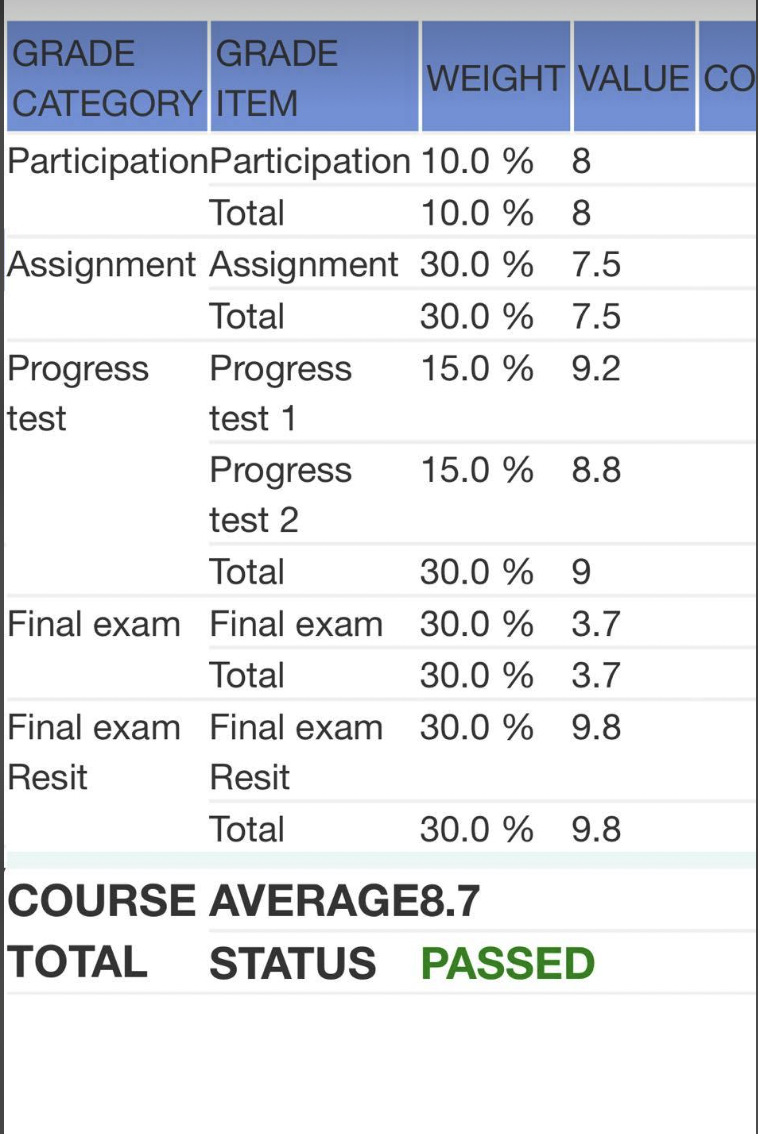 GRADE CATEGORY GRADE ITEM WEIGHT VALUE CO
Participation Participation 10.0 % 8
Total 10.0 % 8
Assignment Assignment 30.0 % 7.5
Total 30.0 % 7.5
Progress test Progress test 1 15.0 % 9.2
Progress test 2 15.0 % 8.8
Total 30.0 % 9
Final exam Final exam 30.0 % 3.7
Total 30.0 % 3.7
Final exam Resit Final exam Resit 30.0 % 9.8
Total 30.0 % 9.8
COURSE TOTAL AVERAGE 8.7
STATUS PASSED